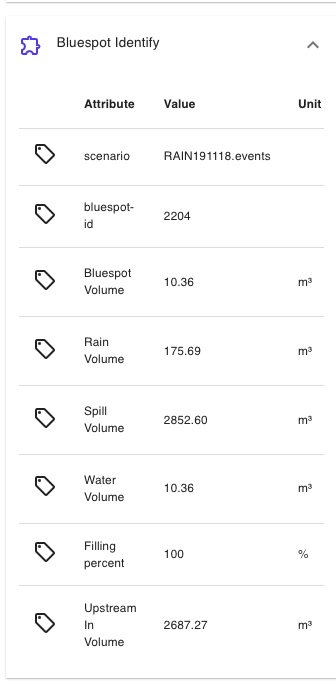 Bluespot Identify
Attribute Value Unit
scenario RAIN191118.events
bluespot-
id 2204
Bluespot
Volume 10.36 m³
Rain
Volume 175.69 m³
Spill
Volume 2852.60 m³
Water
Volume 10.36 m³
Filling
percent 100 %
Upstream
In
Volume 2687.27 m³